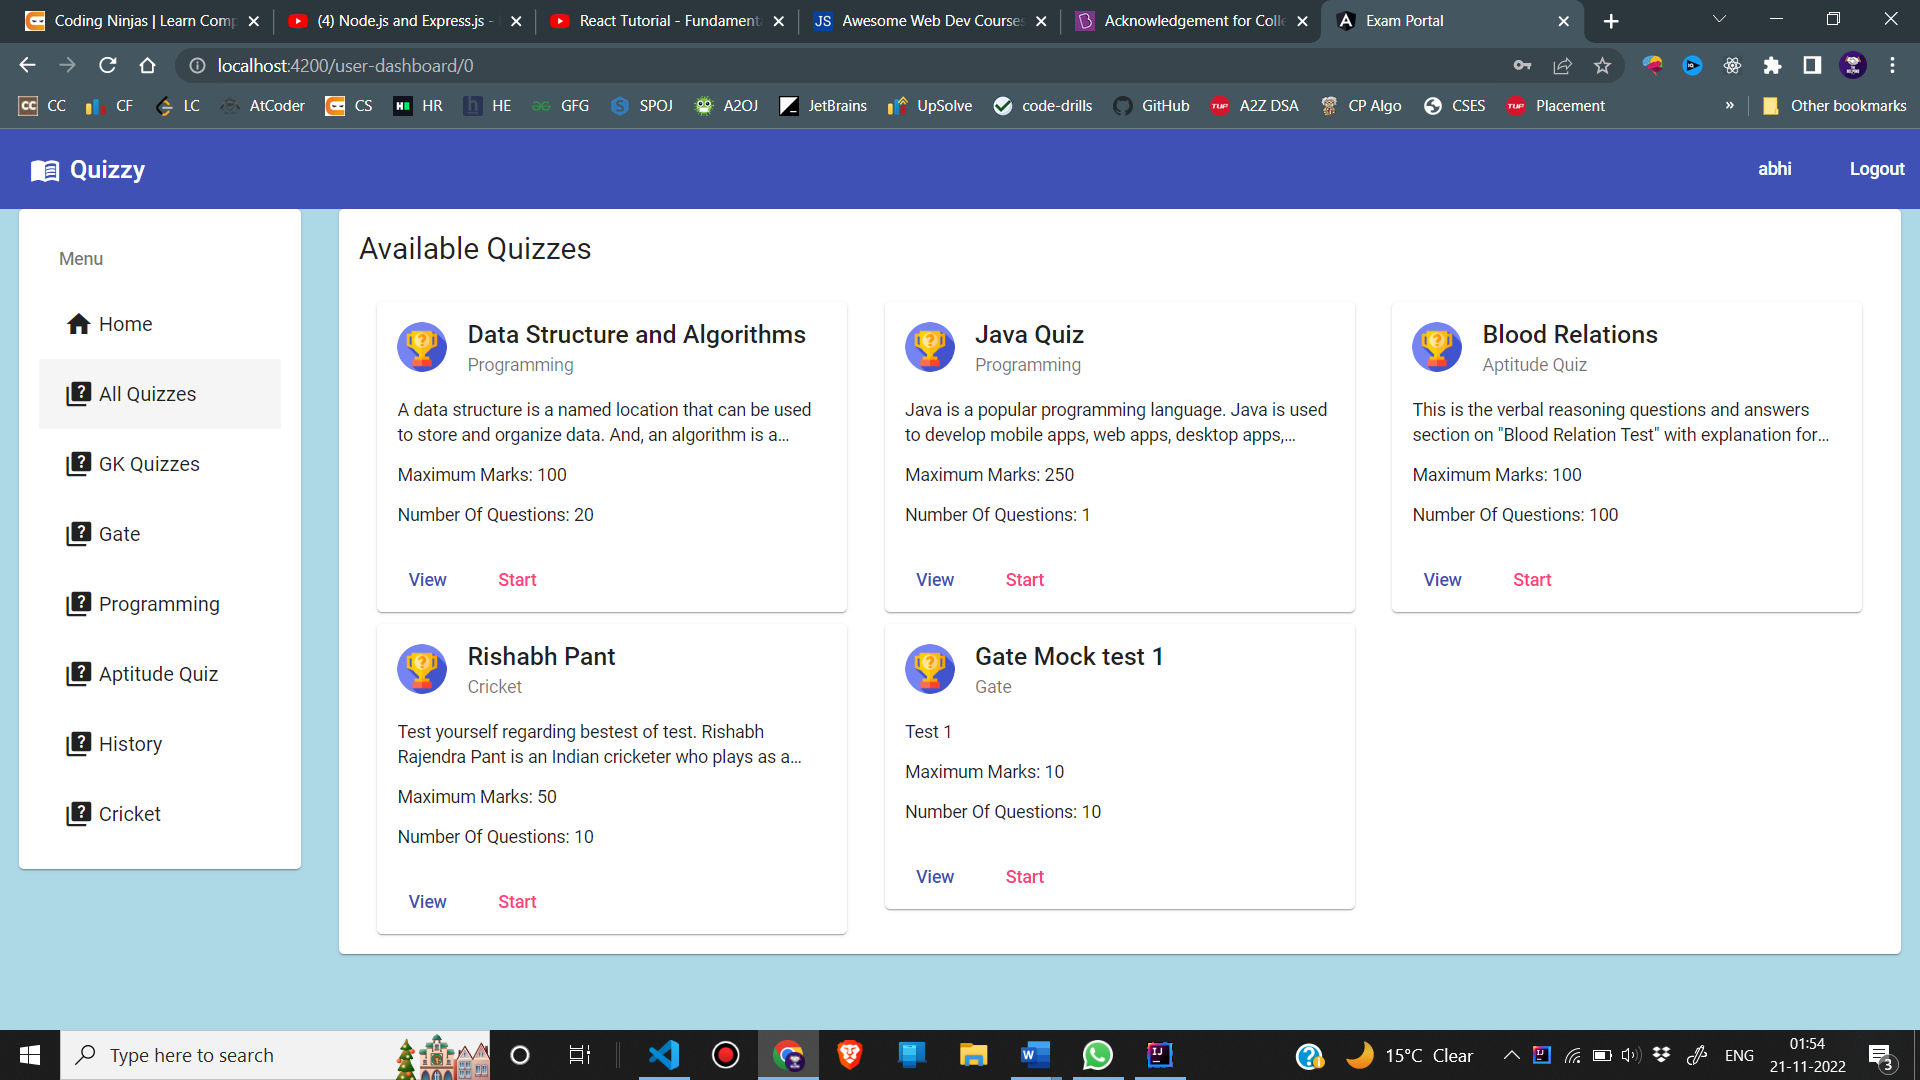 Coding Ninjas | Learn Comp
(4) Node.js and Express.js -
React Tutorial - Fundament
JS Awesome Web Dev Courses
Acknowledgement for Colle
Exam Portal
localhost:4200/user-dashboard/0
CC CC CF LC AtCoder CS HR HE GFG SPOJ A2OJ JetBrains UpSolve code-drills GitHub TUF A2Z DSA CP Algo CSES TUF Placement » Other bookmarks
Quizzy
abhi
Logout
Menu
Home
All Quizzes
GK Quizzes
Gate
Programming
Aptitude Quiz
History
Cricket
Available Quizzes
Data Structure and Algorithms
Programming
A data structure is a named location that can be used
to store and organize data. And, an algorithm is a...
Maximum Marks: 100
Number Of Questions: 20
View Start
Java Quiz
Programming
Java is a popular programming language. Java is used
to develop mobile apps, web apps, desktop apps,...
Maximum Marks: 250
Number Of Questions: 1
View Start
Blood Relations
Aptitude Quiz
This is the verbal reasoning questions and answers
section on "Blood Relation Test" with explanation for...
Maximum Marks: 100
Number Of Questions: 100
View Start
Rishabh Pant
Cricket
Test yourself regarding bestest of test. Rishabh
Rajendra Pant is an Indian cricketer who plays as a...
Maximum Marks: 50
Number Of Questions: 10
View Start
Gate Mock test 1
Gate
Test 1
Maximum Marks: 10
Number Of Questions: 10
View Start
Type here to search
15°C Clear
ENG
01:54
21-11-2022
3